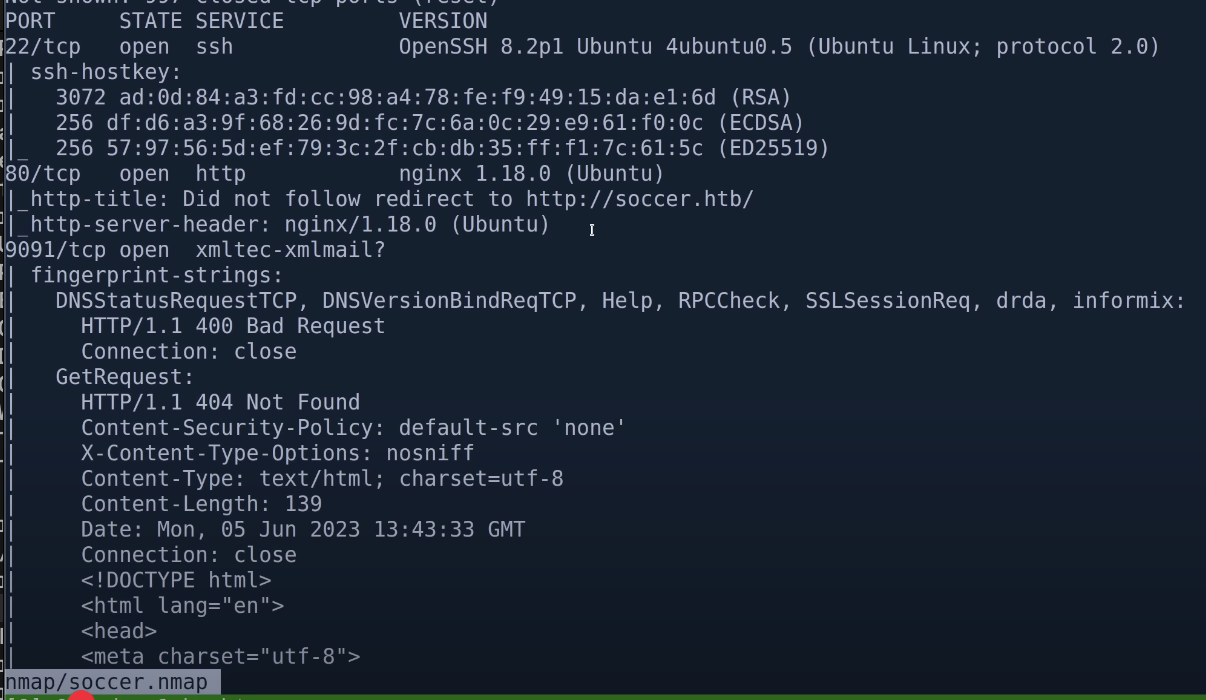 PORT     STATE SERVICE         VERSION
22/tcp   open  ssh             OpenSSH 8.2p1 Ubuntu 4ubuntu0.5 (Ubuntu Linux; protocol 2.0)
| ssh-hostkey:
|   3072 ad:0d:84:a3:fd:cc:98:a4:78:fe:f9:49:15:da:e1:6d (RSA)
|   256 df:d6:a3:9f:68:26:9d:fc:7c:6a:0c:29:e9:61:f0:0c (ECDSA)
|_  256 57:97:56:5d:ef:79:3c:2f:cb:db:35:ff:f1:7c:61:5c (ED25519)
80/tcp   open  http            nginx 1.18.0 (Ubuntu)
|_http-title: Did not follow redirect to http://soccer.htb/
|_http-server-header: nginx/1.18.0 (Ubuntu)
9091/tcp open  xmltec-xmlmail?
| fingerprint-strings:
|   DNSStatusRequestTCP, DNSVersionBindReqTCP, Help, RPCCheck, SSLSessionReq, drda, informix:
|     HTTP/1.1 400 Bad Request
|     Connection: close
|   GetRequest:
|     HTTP/1.1 404 Not Found
|     Content-Security-Policy: default-src 'none'
|     X-Content-Type-Options: nosniff
|     Content-Type: text/html; charset=utf-8
|     Content-Length: 139
|     Date: Mon, 05 Jun 2023 13:43:33 GMT
|     Connection: close
|     <!DOCTYPE html>
|     <html lang="en">
|     <head>
|     <meta charset="utf-8">
nmap/soccer.nmap